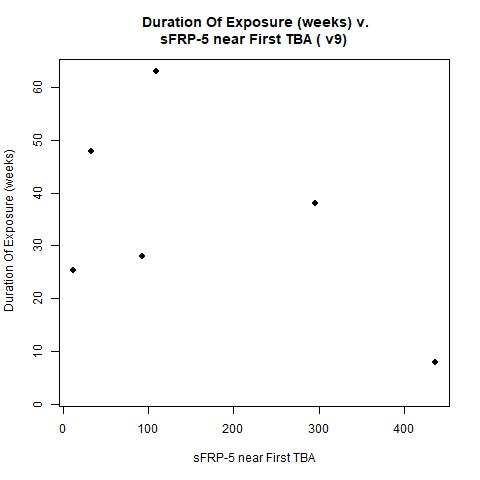 Duration Of Exposure (weeks) v.
sFRP-5 near First TBA ( v9)
Duration Of Exposure (weeks)
60
50
40
30
20
10
0
0 100 200 300 400
sFRP-5 near First TBA